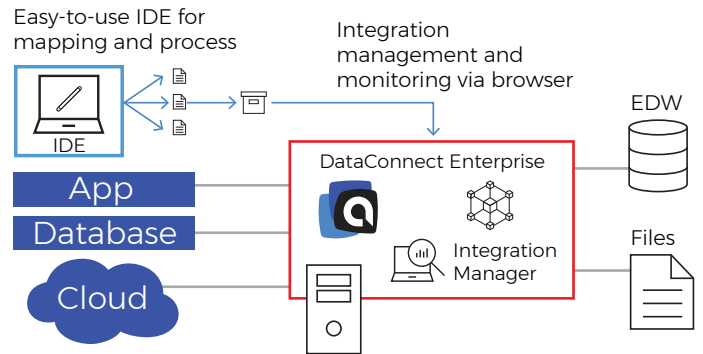 Easy-to-use IDE for
mapping and process
IDE
Integration
management and
monitoring via browser
EDW
DataConnect Enterprise
App
Database
Cloud
Integration
Manager
Files